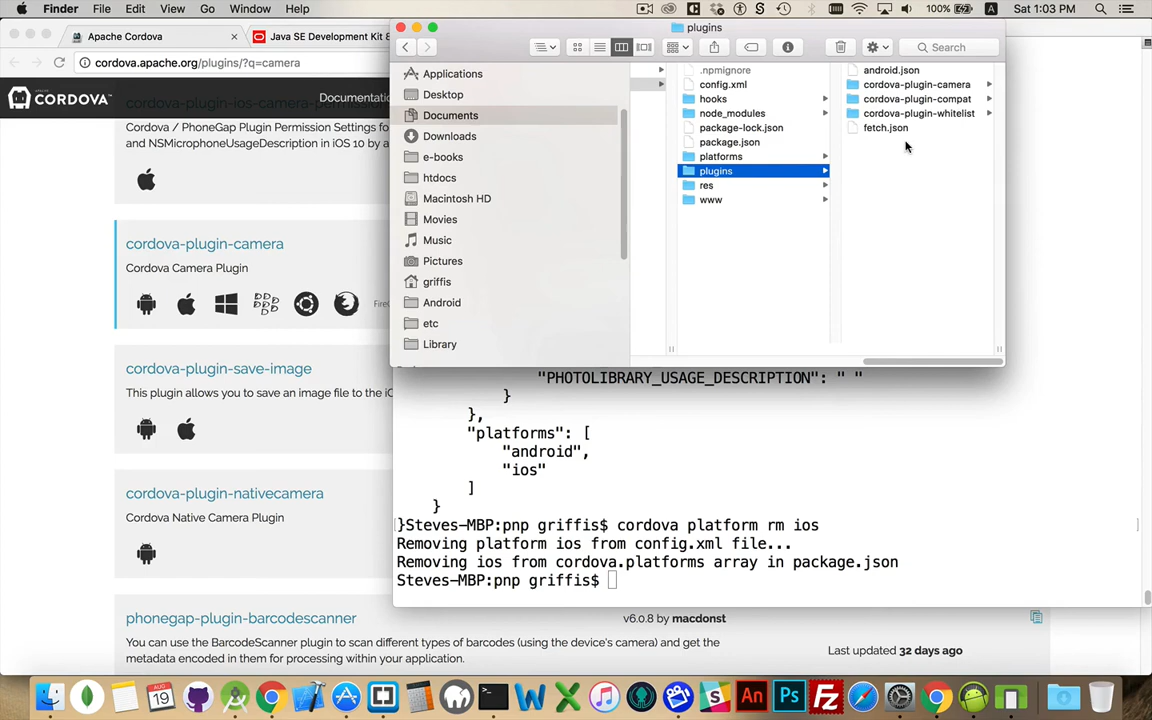 Finder File Edit View Go Window Help
100% Sat 1:03 PM
Apache Cordova
Java SE Development Kit 8
cordova.apache.org/plugins/?q=camera
CORDOVA
Documentatio
cordova-plugin-ios-camera-permissions
Cordova / PhoneGap Plugin Permission Settings fo
and NSMicrophoneUsageDescription in iOS 10 by a
cordova-plugin-camera
Cordova Camera Plugin
FireO
cordova-plugin-save-image
This plugin allows you to save an image file to the iO
cordova-plugin-nativecamera
Cordova Native Camera Plugin
phonegap-plugin-barcodescanner
v6.0.8 by macdonst
You can use the BarcodeScanner plugin to scan different types of barcodes (using the device's camera) and get the
metadata encoded in them for processing within your application.
Last updated 32 days ago
plugins
Search
Applications
Desktop
Documents
Downloads
e-books
htdocs
Macintosh HD
Movies
Music
Pictures
griffis
Android
etc
Library
.npmignore
config.xml
hooks
node_modules
package-lock.json
package.json
platforms
plugins
res
www
android.json
cordova-plugin-camera
cordova-plugin-compat
cordova-plugin-whitelist
fetch.json
"PHOTOLIBRARY_USAGE_DESCRIPTION": " "
}
},
"platforms": [
"android",
"ios"
]
}
}Steves-MBP:pnp griffis$ cordova platform rm ios
Removing platform ios from config.xml file...
Removing ios from cordova.platforms array in package.json
Steves-MBP:pnp griffis$